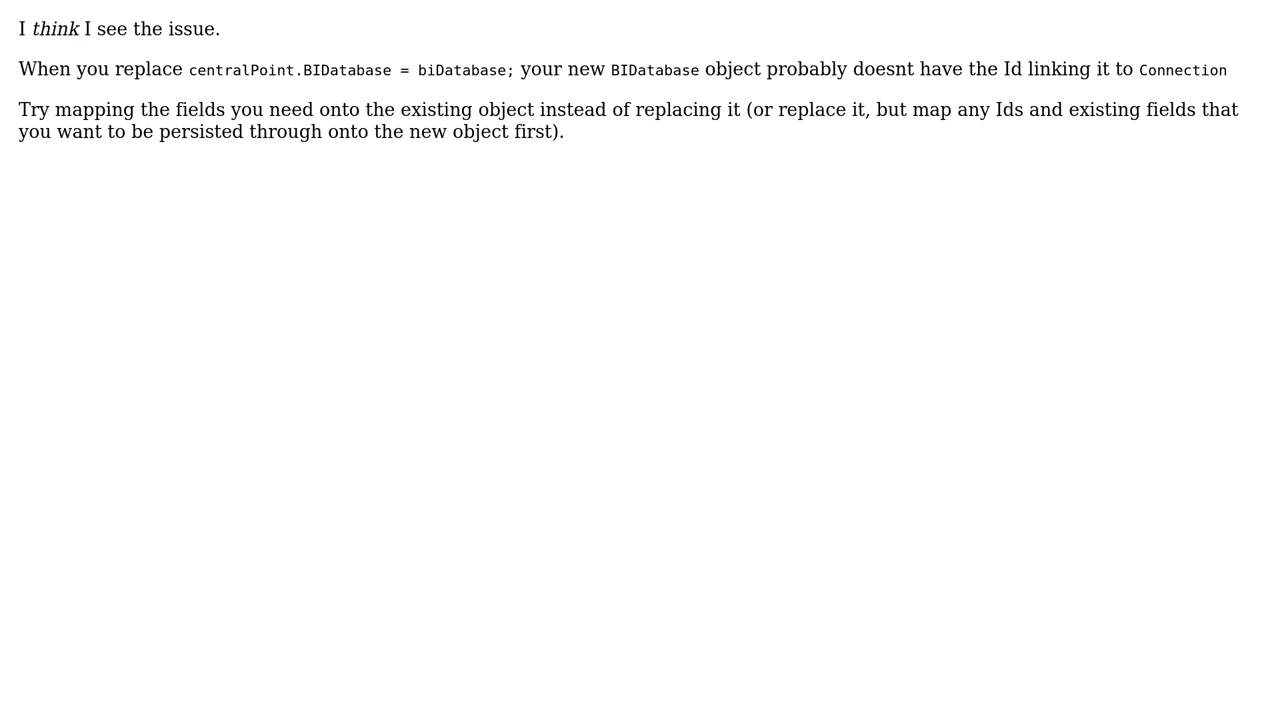 I think I see the issue.
When you replace centralPoint.BIDatabase = biDatabase; your new BIDatabase object probably doesnt have the Id linking it to Connection
Try mapping the fields you need onto the existing object instead of replacing it (or replace it, but map any Ids and existing fields that
you want to be persisted through onto the new object first).